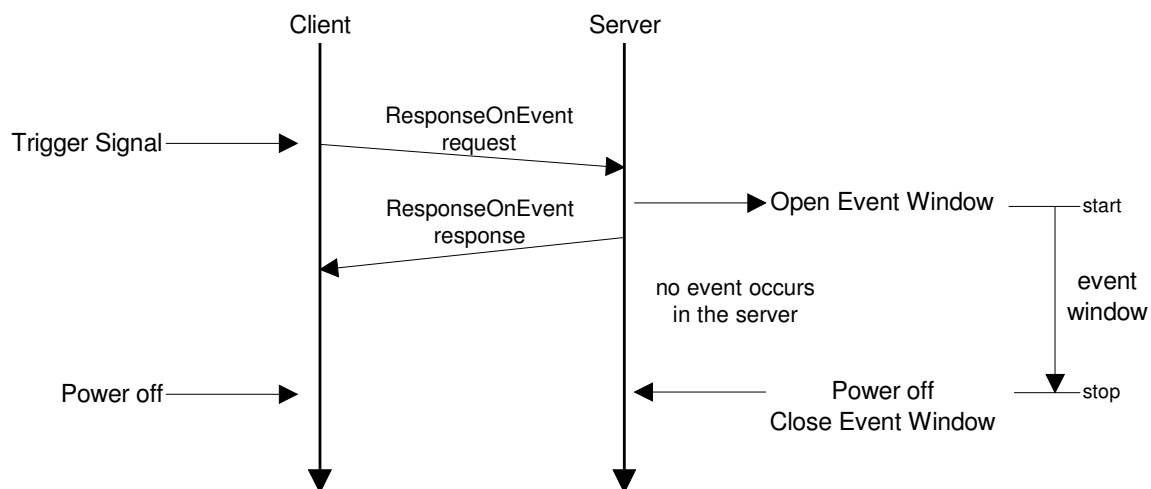 Client
Server
ResponseOnEvent
request
Trigger Signal
ResponseOnEvent
response
Open Event Window
start
no event occurs
in the server
event
window
Power off
Power off
Close Event Window
stop